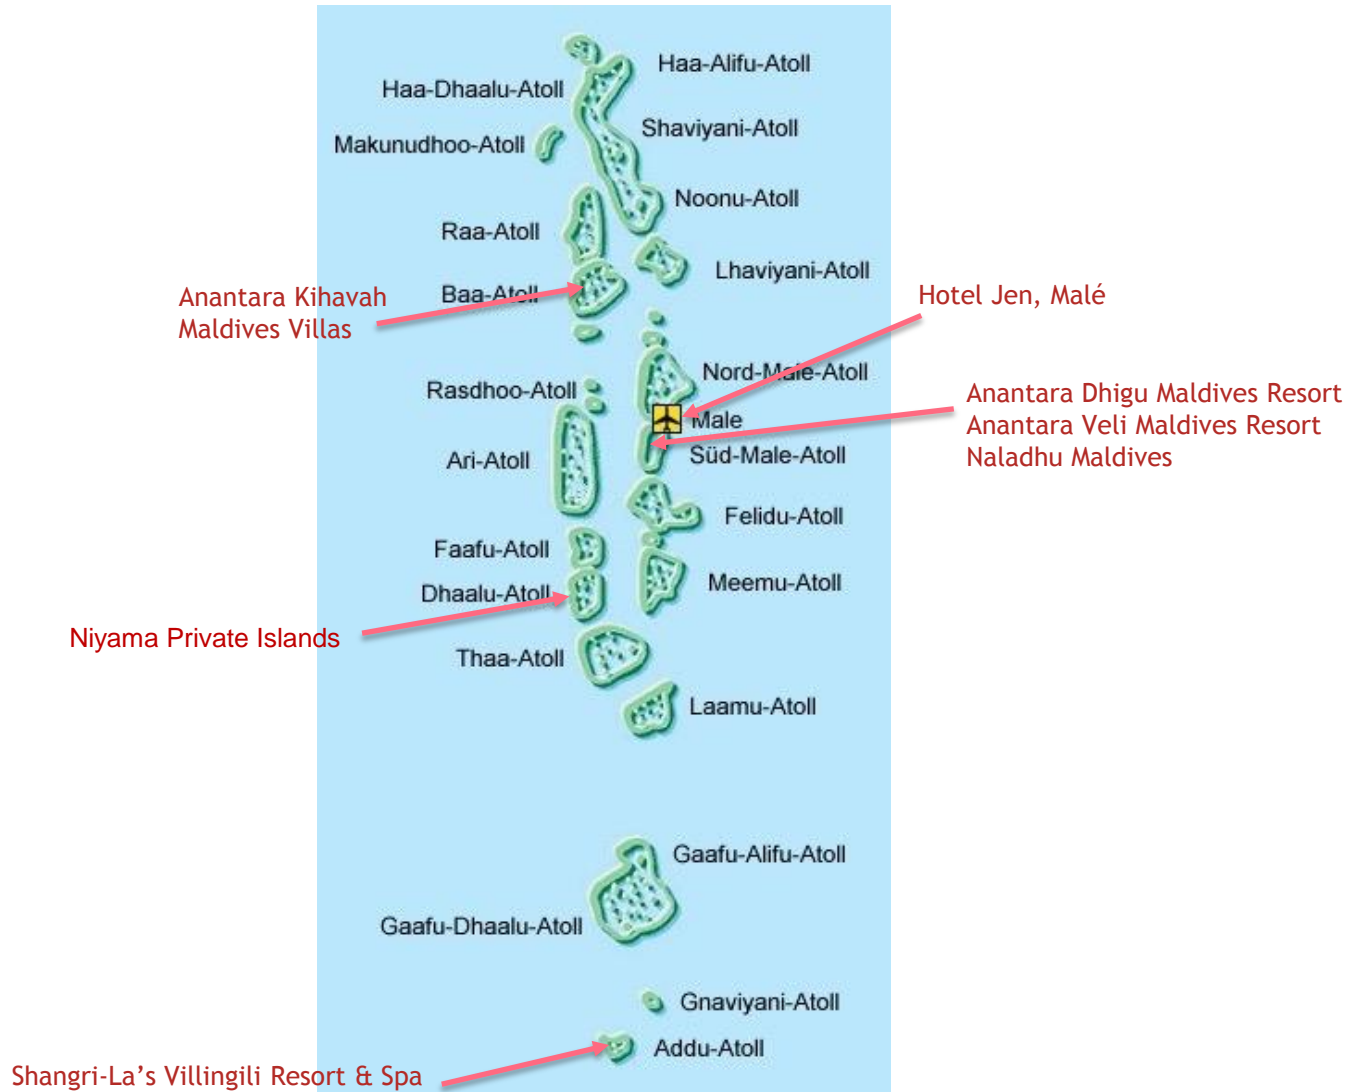 Haa-Alifu-Atoll
Haa-Dhaalu-Atoll
Shaviyani-Atoll
Makunudhoo-Atoll
Noonu-Atoll
Raa-Atoll
Lhaviyani-Atoll
Anantara Kihavah
Maldives Villas
Baa-Atoll
Hotel Jen, Malé
Nord-Male-Atoll
Rasdhoo-Atoll
Anantara Dhigu Maldives Resort
Anantara Veli Maldives Resort
Naladhu Maldives
Male
Ari-Atoll
Süd-Male-Atoll
Felidu-Atoll
Faafu-Atoll
Meemu-Atoll
Dhaalu-Atoll
Niyama Private Islands
Thaa-Atoll
Laamu-Atoll
Gaafu-Alifu-Atoll
Gaafu-Dhaalu-Atoll
Gnaviyani-Atoll
Addu-Atoll
Shangri-La’s Villingili Resort & Spa